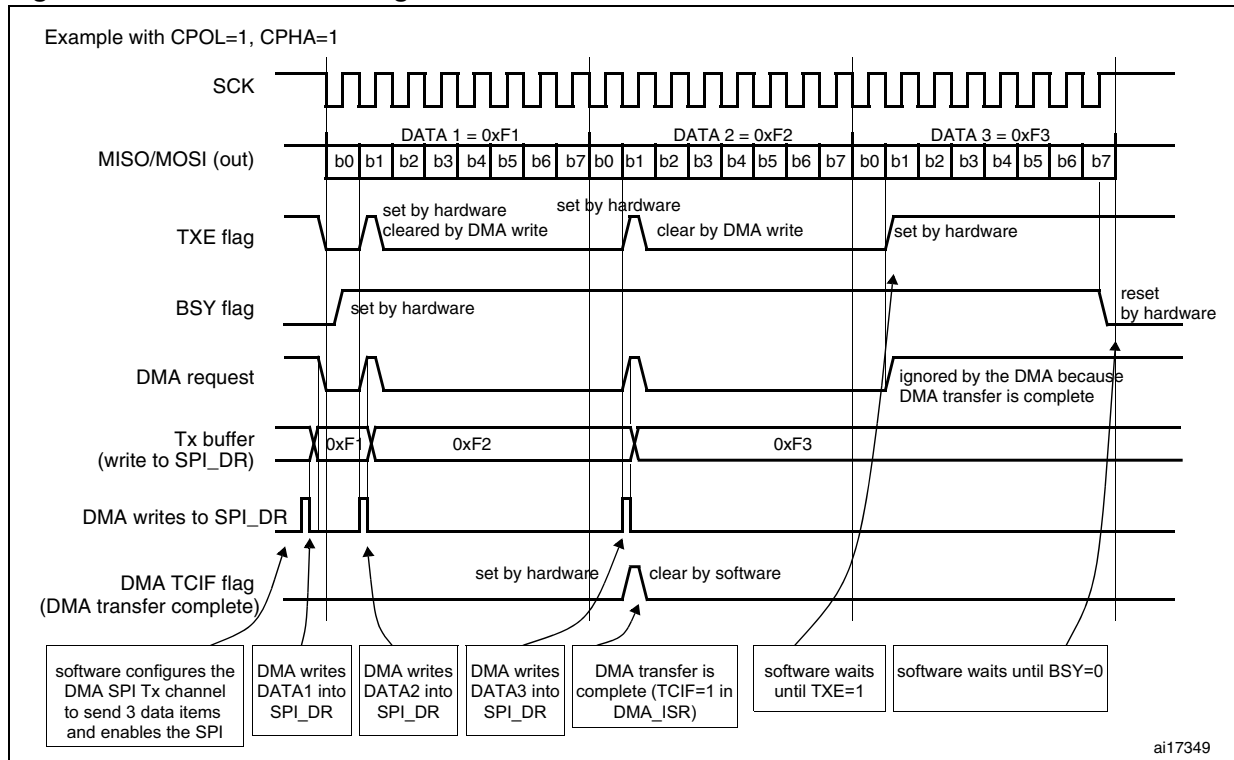 Example with CPOL=1, CPHA=1
SCK
DATA 1 = 0xF1 DATA 2 = 0xF2 DATA 3 = 0xF3
MISO/MOSI (out) b0 b1 b2 b3 b4 b5 b6 b7 b0 b1 b2 b3 b4 b5 b6 b7 b0 b1 b2 b3 b4 b5 b6 b7
set by hardware set by hardware
cleared by DMA write
TXE flag clear by DMA write set by hardware
BSY flag set by hardware reset
by hardware
DMA request ignored by the DMA because
DMA transfer is complete
Tx buffer 0xF1 0xF2 0xF3
(write to SPI_DR)
DMA writes to SPI_DR
DMA TCIF flag set by hardware clear by software
(DMA transfer complete)
software configures the
DMA SPI Tx channel
to send 3 data items
and enables the SPI
DMA writes
DATA1 into
SPI_DR
DMA writes
DATA2 into
SPI_DR
DMA writes
DATA3 into
SPI_DR
DMA transfer is
complete (TCIF=1 in
DMA_ISR)
software waits
until TXE=1
software waits until BSY=0
ai17349